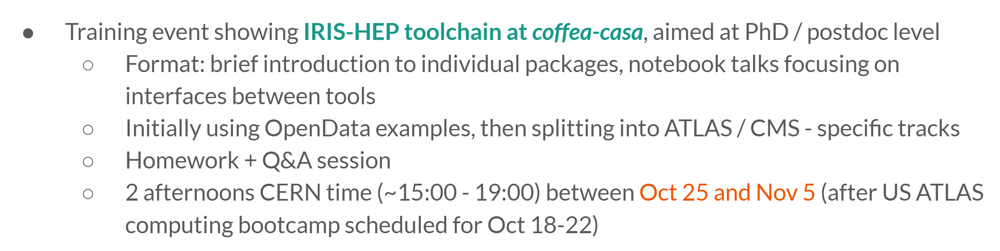 ● Training event showing IRIS-HEP toolchain at coffea-casa, aimed at PhD / postdoc level
○ Format: brief introduction to individual packages, notebook talks focusing on
interfaces between tools
○ Initially using OpenData examples, then splitting into ATLAS / CMS - specific tracks
○ Homework + Q&A session
○ 2 afternoons CERN time (~15:00 - 19:00) between Oct 25 and Nov 5 (after US ATLAS
computing bootcamp scheduled for Oct 18-22)